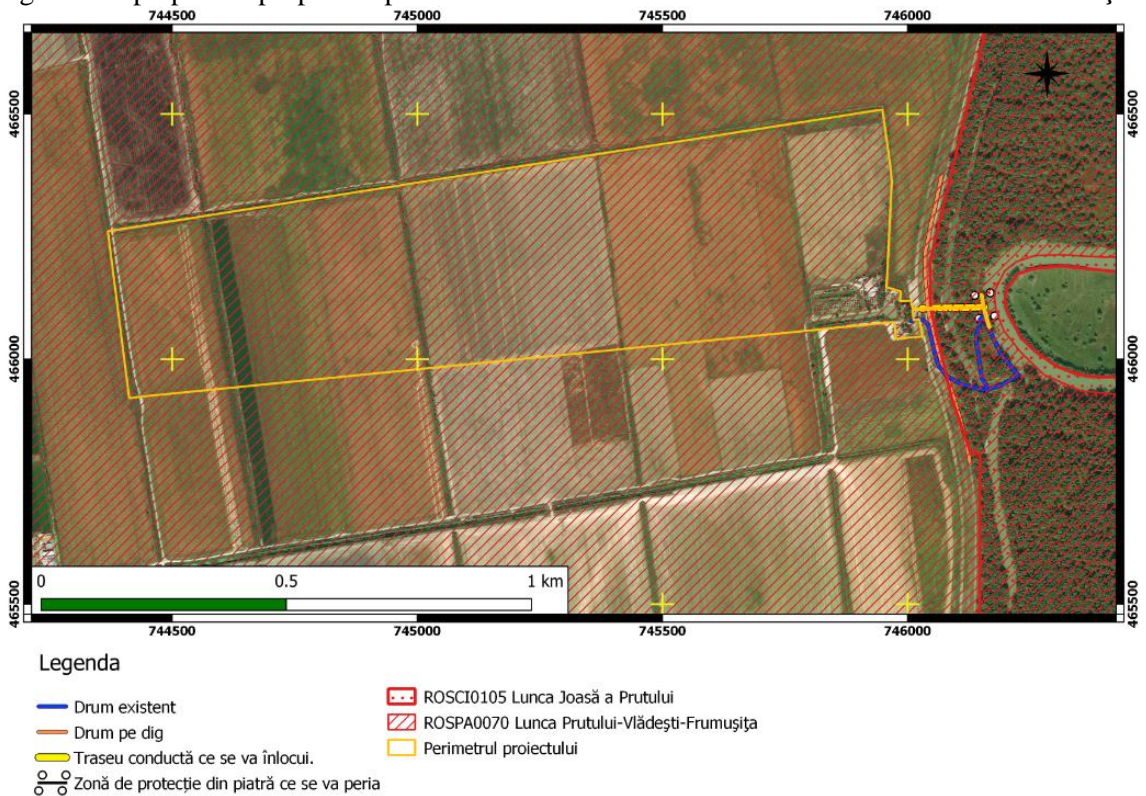 744500 745000 745500 746000
466500 466500
466000 466000
465500 465500
0 0.5 1 km
744500 745000 745500 746000
Legenda
Drum existent
Drum pe dig
Traseu conductă ce se va înlocui.
Zonă de protecție din piatră ce se va peria
ROSCI0105 Lunca Joasă a Prutului
ROSPA0070 Lunca Prutului-Vlădeşti-Frumuşiţa
Perimetrul proiectului